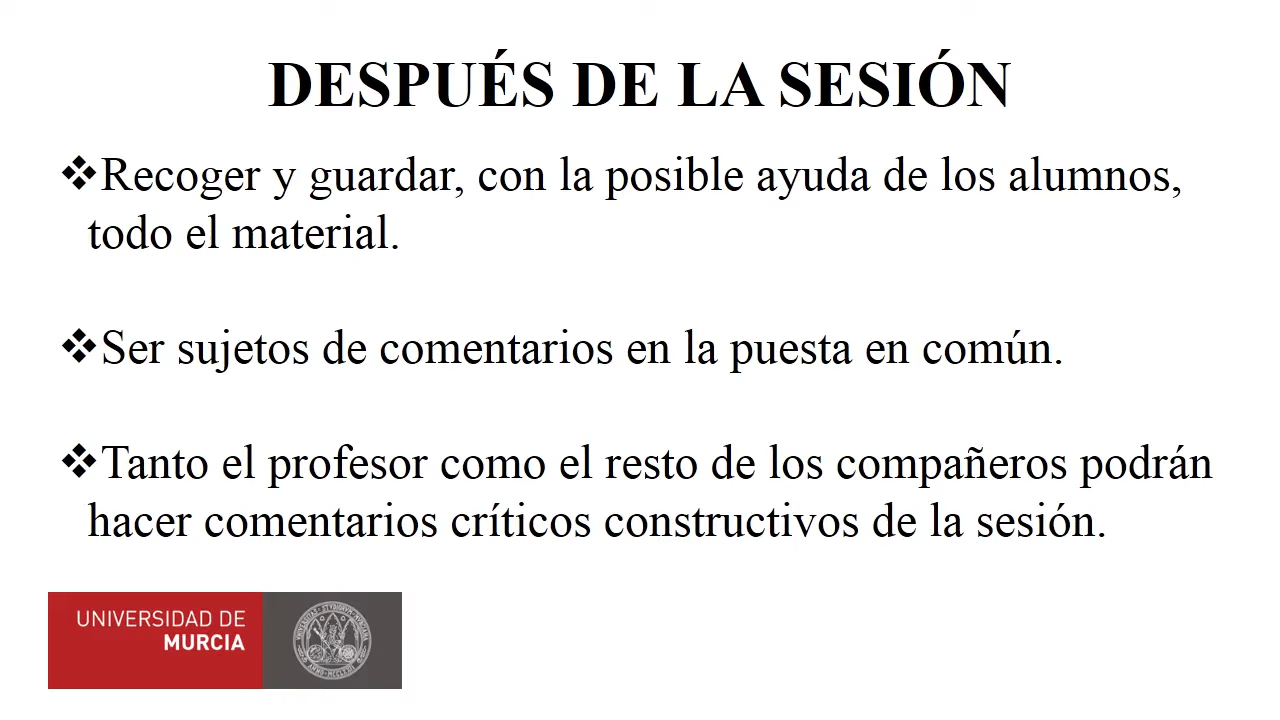 DESPUÉS DE LA SESIÓN
❖Recoger y guardar, con la posible ayuda de los alumnos,
todo el material.
❖Ser sujetos de comentarios en la puesta en común.
❖Tanto el profesor como el resto de los compañeros podrán
hacer comentarios críticos constructivos de la sesión.
UNIVERSIDAD DE
MURCIA